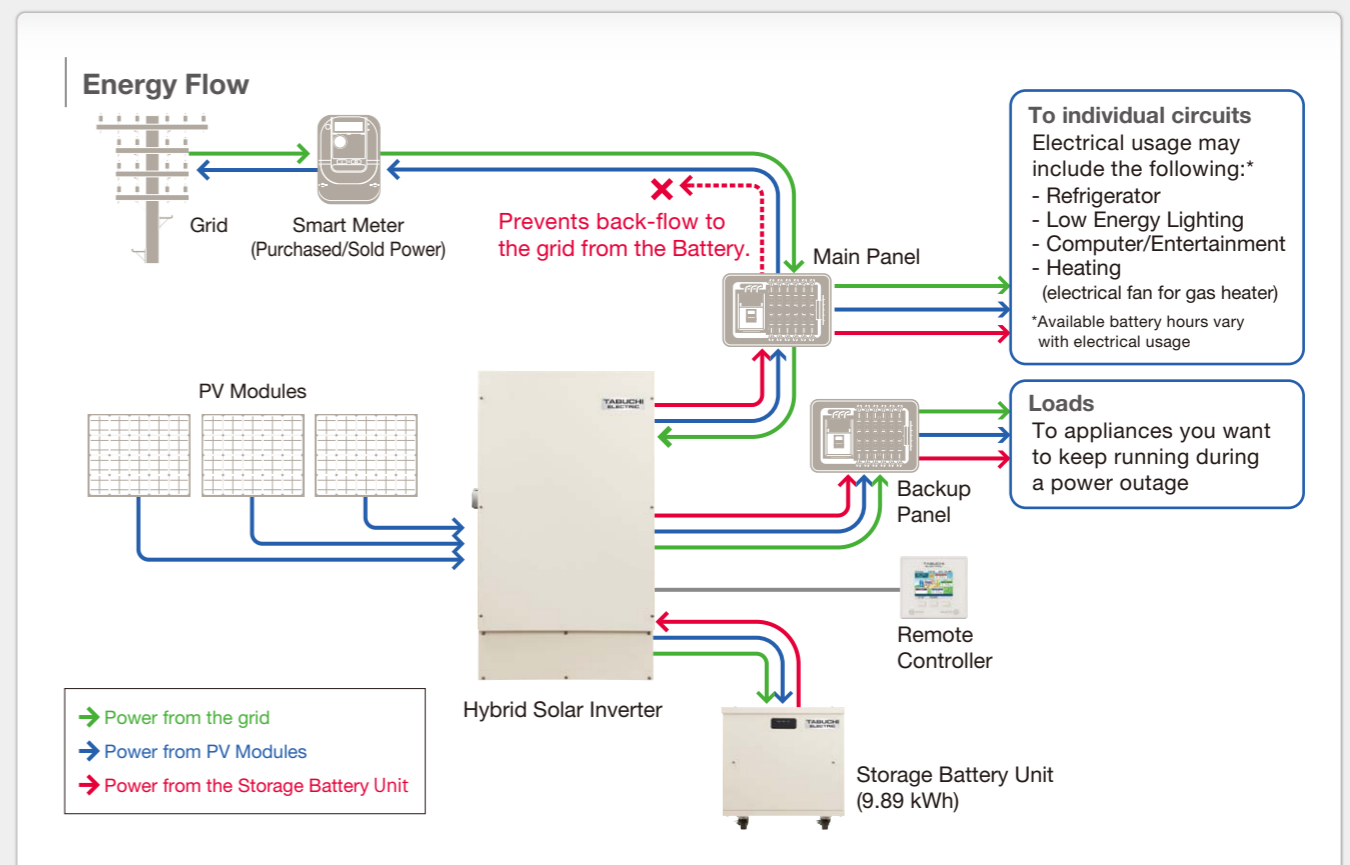 Energy Flow
Grid
Smart Meter
(Purchased/Sold Power)
Prevents back-flow to
the grid from the Battery.
Main Panel
To individual circuits
Electrical usage may
include the following:*
- Refrigerator
- Low Energy Lighting
- Computer/Entertainment
- Heating
(electrical fan for gas heater)
*Available battery hours vary
with electrical usage
PV Modules
TABUCHI
ELECTRIC
Backup
Panel
Loads
To appliances you want
to keep running during
a power outage
TABUCHI
ELECTRIC
Remote
Controller
Hybrid Solar Inverter
TABUCHI
ELECTRIC
Storage Battery Unit
(9.89 kWh)
Power from the grid
Power from PV Modules
Power from the Storage Battery Unit